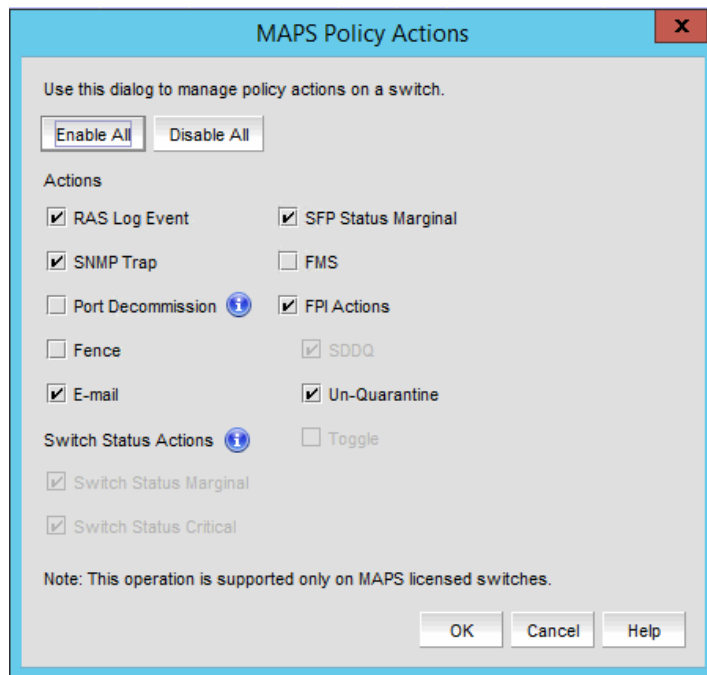 MAPS Policy Actions
x
Use this dialog to manage policy actions on a switch.
Enable All Disable All
Actions
RAS Log Event SFP Status Marginal
SNMP Trap FMS
Port Decommission FPI Actions
Fence SDDQ
E-mail Un-Quarantine
Switch Status Actions Toggle
Switch Status Marginal
Switch Status Critical
Note: This operation is supported only on MAPS licensed switches.
OK Cancel Help